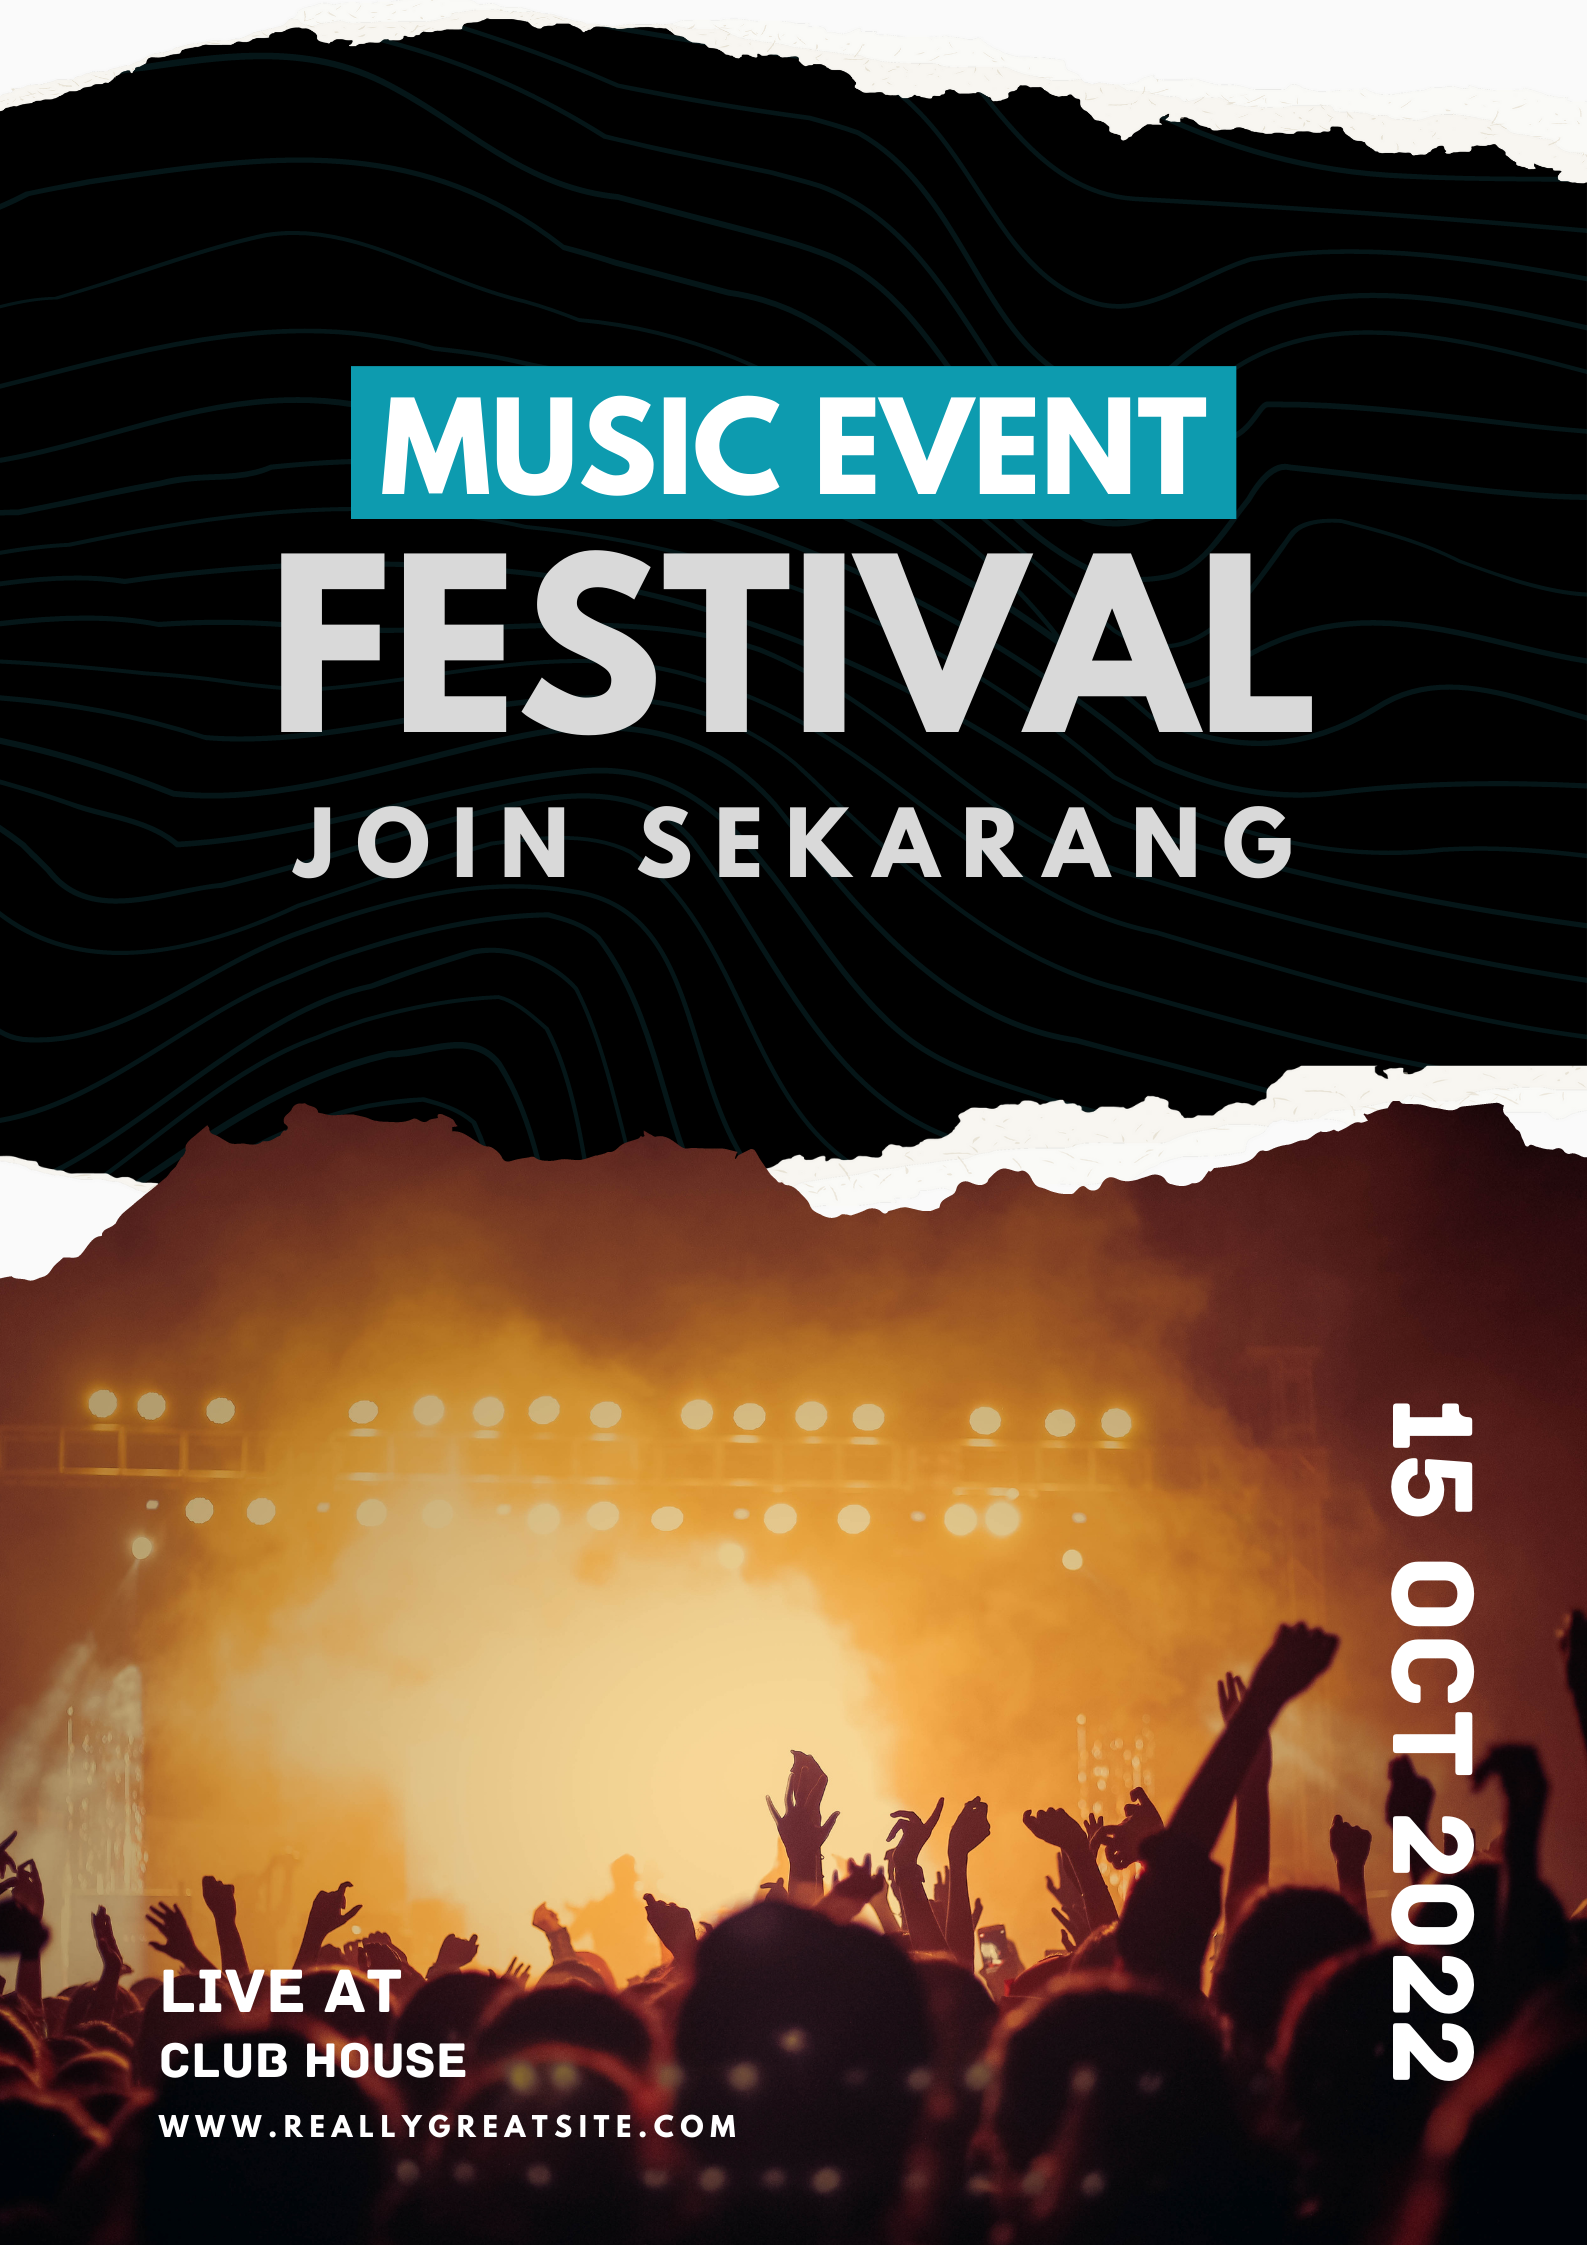 MUSIC EVENT
FESTIVAL
JOIN SEKARANG
15 OCT 2022
LIVE AT
CLUB HOUSE
WWW.REALLYGREATSITE.COM